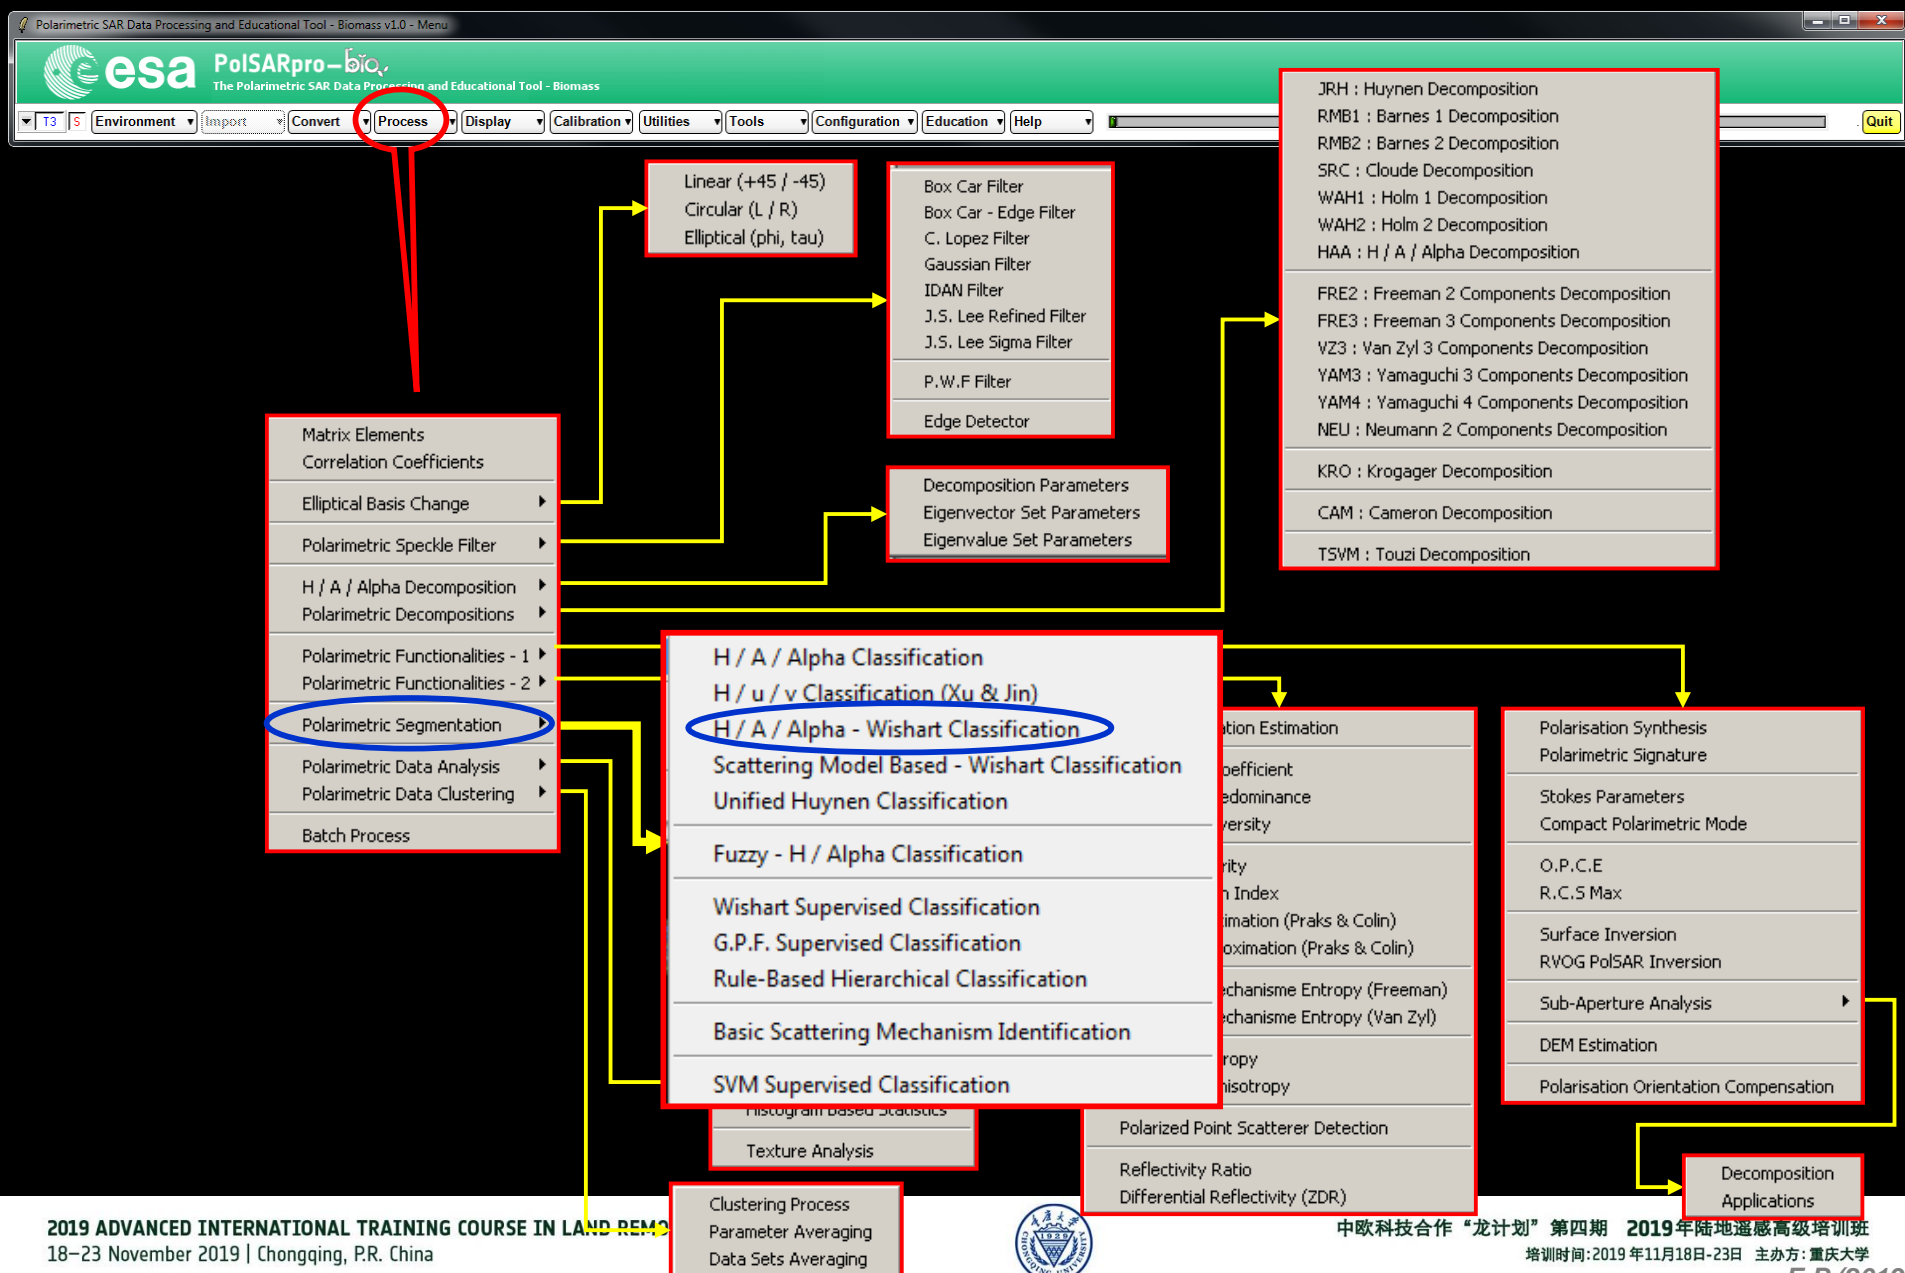 Polarimetric SAR Data Processing and Educational Tool - Biomass v1.0 - Menu
esa
PolSARpro-bio
The Polarimetric SAR Data Processing and Educational Tool - Biomass
T3 S Environment Import Convert Process Display Calibration Utilities Tools Configuration Education Help Quit
Matrix Elements
Correlation Coefficients
Elliptical Basis Change
Polarimetric Speckle Filter
H / A / Alpha Decomposition
Polarimetric Decompositions
Polarimetric Functionalities - 1
Polarimetric Functionalities - 2
Polarimetric Segmentation
Polarimetric Data Analysis
Polarimetric Data Clustering
Batch Process
Linear (+45 / -45)
Circular (L / R)
Elliptical (phi, tau)
Box Car Filter
Box Car - Edge Filter
C. Lopez Filter
Gaussian Filter
IDAN Filter
J.S. Lee Refined Filter
J.S. Lee Sigma Filter
P.W.F Filter
Edge Detector
Decomposition Parameters
Eigenvector Set Parameters
Eigenvalue Set Parameters
JRH : Huynen Decomposition
RMB1 : Barnes 1 Decomposition
RMB2 : Barnes 2 Decomposition
SRC : Cloude Decomposition
WAH1 : Holm 1 Decomposition
WAH2 : Holm 2 Decomposition
HAA : H / A / Alpha Decomposition
FRE2 : Freeman 2 Components Decomposition
FRE3 : Freeman 3 Components Decomposition
VZ3 : Van Zyl 3 Components Decomposition
YAM3 : Yamaguchi 3 Components Decomposition
YAM4 : Yamaguchi 4 Components Decomposition
NEU : Neumann 2 Components Decomposition
KRO : Krogager Decomposition
CAM : Cameron Decomposition
TSVM : Touzi Decomposition
H / A / Alpha Classification
H / u / v Classification (Xu & Jin)
H / A / Alpha - Wishart Classification
Scattering Model Based - Wishart Classification
Unified Huynen Classification
Fuzzy - H / Alpha Classification
Wishart Supervised Classification
G.P.F. Supervised Classification
Rule-Based Hierarchical Classification
Basic Scattering Mechanism Identification
SVM Supervised Classification
Histogram Based Statistics
Texture Analysis
Clustering Process
Parameter Averaging
Data Sets Averaging
Estimation
Index
(Praks & Colin)
(Praks & Colin)
Entropy (Freeman)
Entropy (Van Zyl)
Polarized Point Scatterer Detection
Reflectivity Ratio
Differential Reflectivity (ZDR)
Polarisation Synthesis
Polarimetric Signature
Stokes Parameters
Compact Polarimetric Mode
O.P.C.E
R.C.S Max
Surface Inversion
RVOG PolSAR Inversion
Sub-Aperture Analysis
DEM Estimation
Polarisation Orientation Compensation
Decomposition
Applications
2019 ADVANCED INTERNATIONAL TRAINING COURSE IN LAND REMO
18–23 November 2019 | Chongqing, P.R. China
1929
中欧科技合作“龙计划”第四期 2019年陆地遥感高级培训班
培训时间:2019年11月18日-23日 主办方:重庆大学